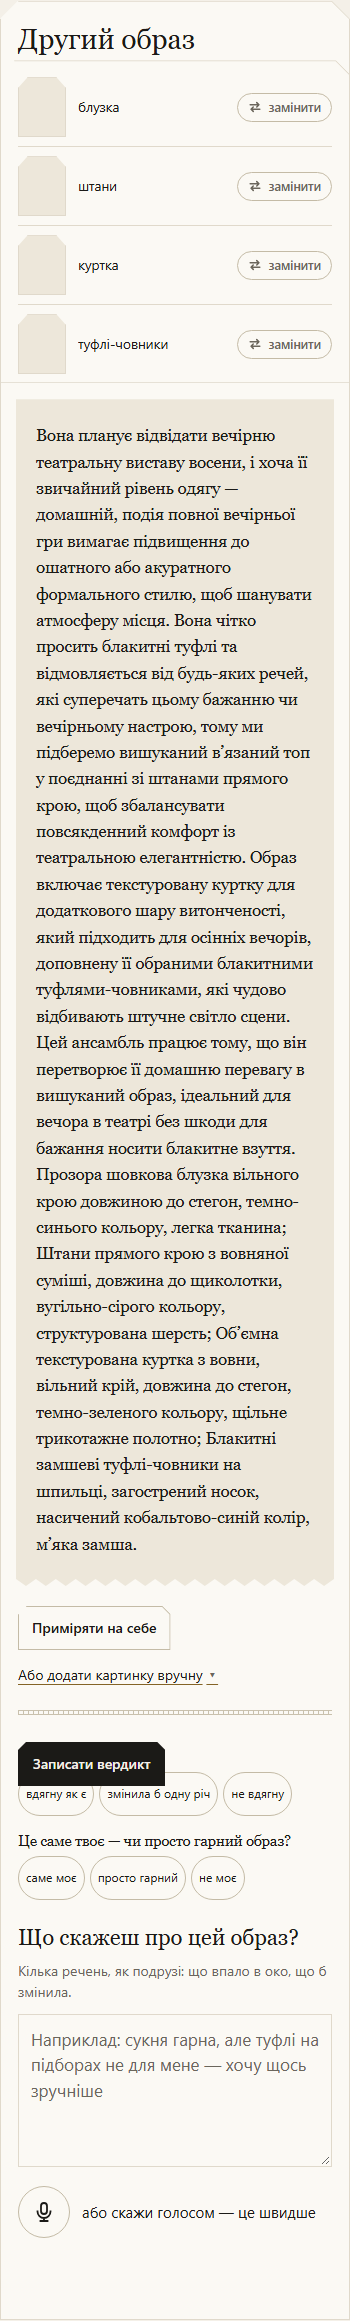 Другий образ
блузка
замінити
штани
замінити
куртка
замінити
туфлі-човники
замінити
Вона планує відвідати вечірню
театральну виставу восени, і хоча її
звичайний рівень одягу —
домашній, подія повної вечірньої
гри вимагає підвищення до
ошатного або акуратного
формального стилю, щоб шанувати
атмосферу місця. Вона чітко
просить блакитні туфлі та
відмовляється від будь-яких речей,
які суперечать цьому бажанню чи
вечірньому настрою, тому ми
підберемо вишуканий в’язаний топ
у поєднанні зі штанами прямого
крою, щоб збалансувати
повсякденний комфорт із
театральною елегантністю. Образ
включає текстуровану куртку для
додаткового шару витонченості,
який підходить для осінніх вечорів,
доповнену її обраними блакитними
туфлями-човниками, які чудово
відбивають штучне світло сцени.
Цей ансамбль працює тому, що він
перетворює її домашню перевагу в
вишуканий образ, ідеальний для
вечора в театрі без шкоди для
бажання носити блакитне взуття.
Прозора шовкова блузка вільного
крою довжиною до стегон, темно-
синього кольору, легка тканина;
Штани прямого крою з вовняної
суміші, довжина до щиколотки,
вугільно-сірого кольору,
структурована шерсть; Об’ємна
текстурована куртка з вовни,
вільний крій, довжина до стегон,
темно-зеленого кольору, щільне
трикотажне полотно; Блакитні
замшеві туфлі-човники на
шпильці, загострений носок,
насичений кобальтово-синій колір,
м’яка замша.
Приміряти на себе
Або додати картинку вручну
Записати вердикт
вдягну як є
змінила б одну річ
не вдягну
Це саме твоє — чи просто гарний образ?
саме моє
просто гарний
не моє
Що скажеш про цей образ?
Кілька речень, як подрузі: що впало в око, що б
змінила.
Наприклад: сукня гарна, але туфлі на
підборах не для мене — хочу щось
зручніше
або скажи голосом — це швидше